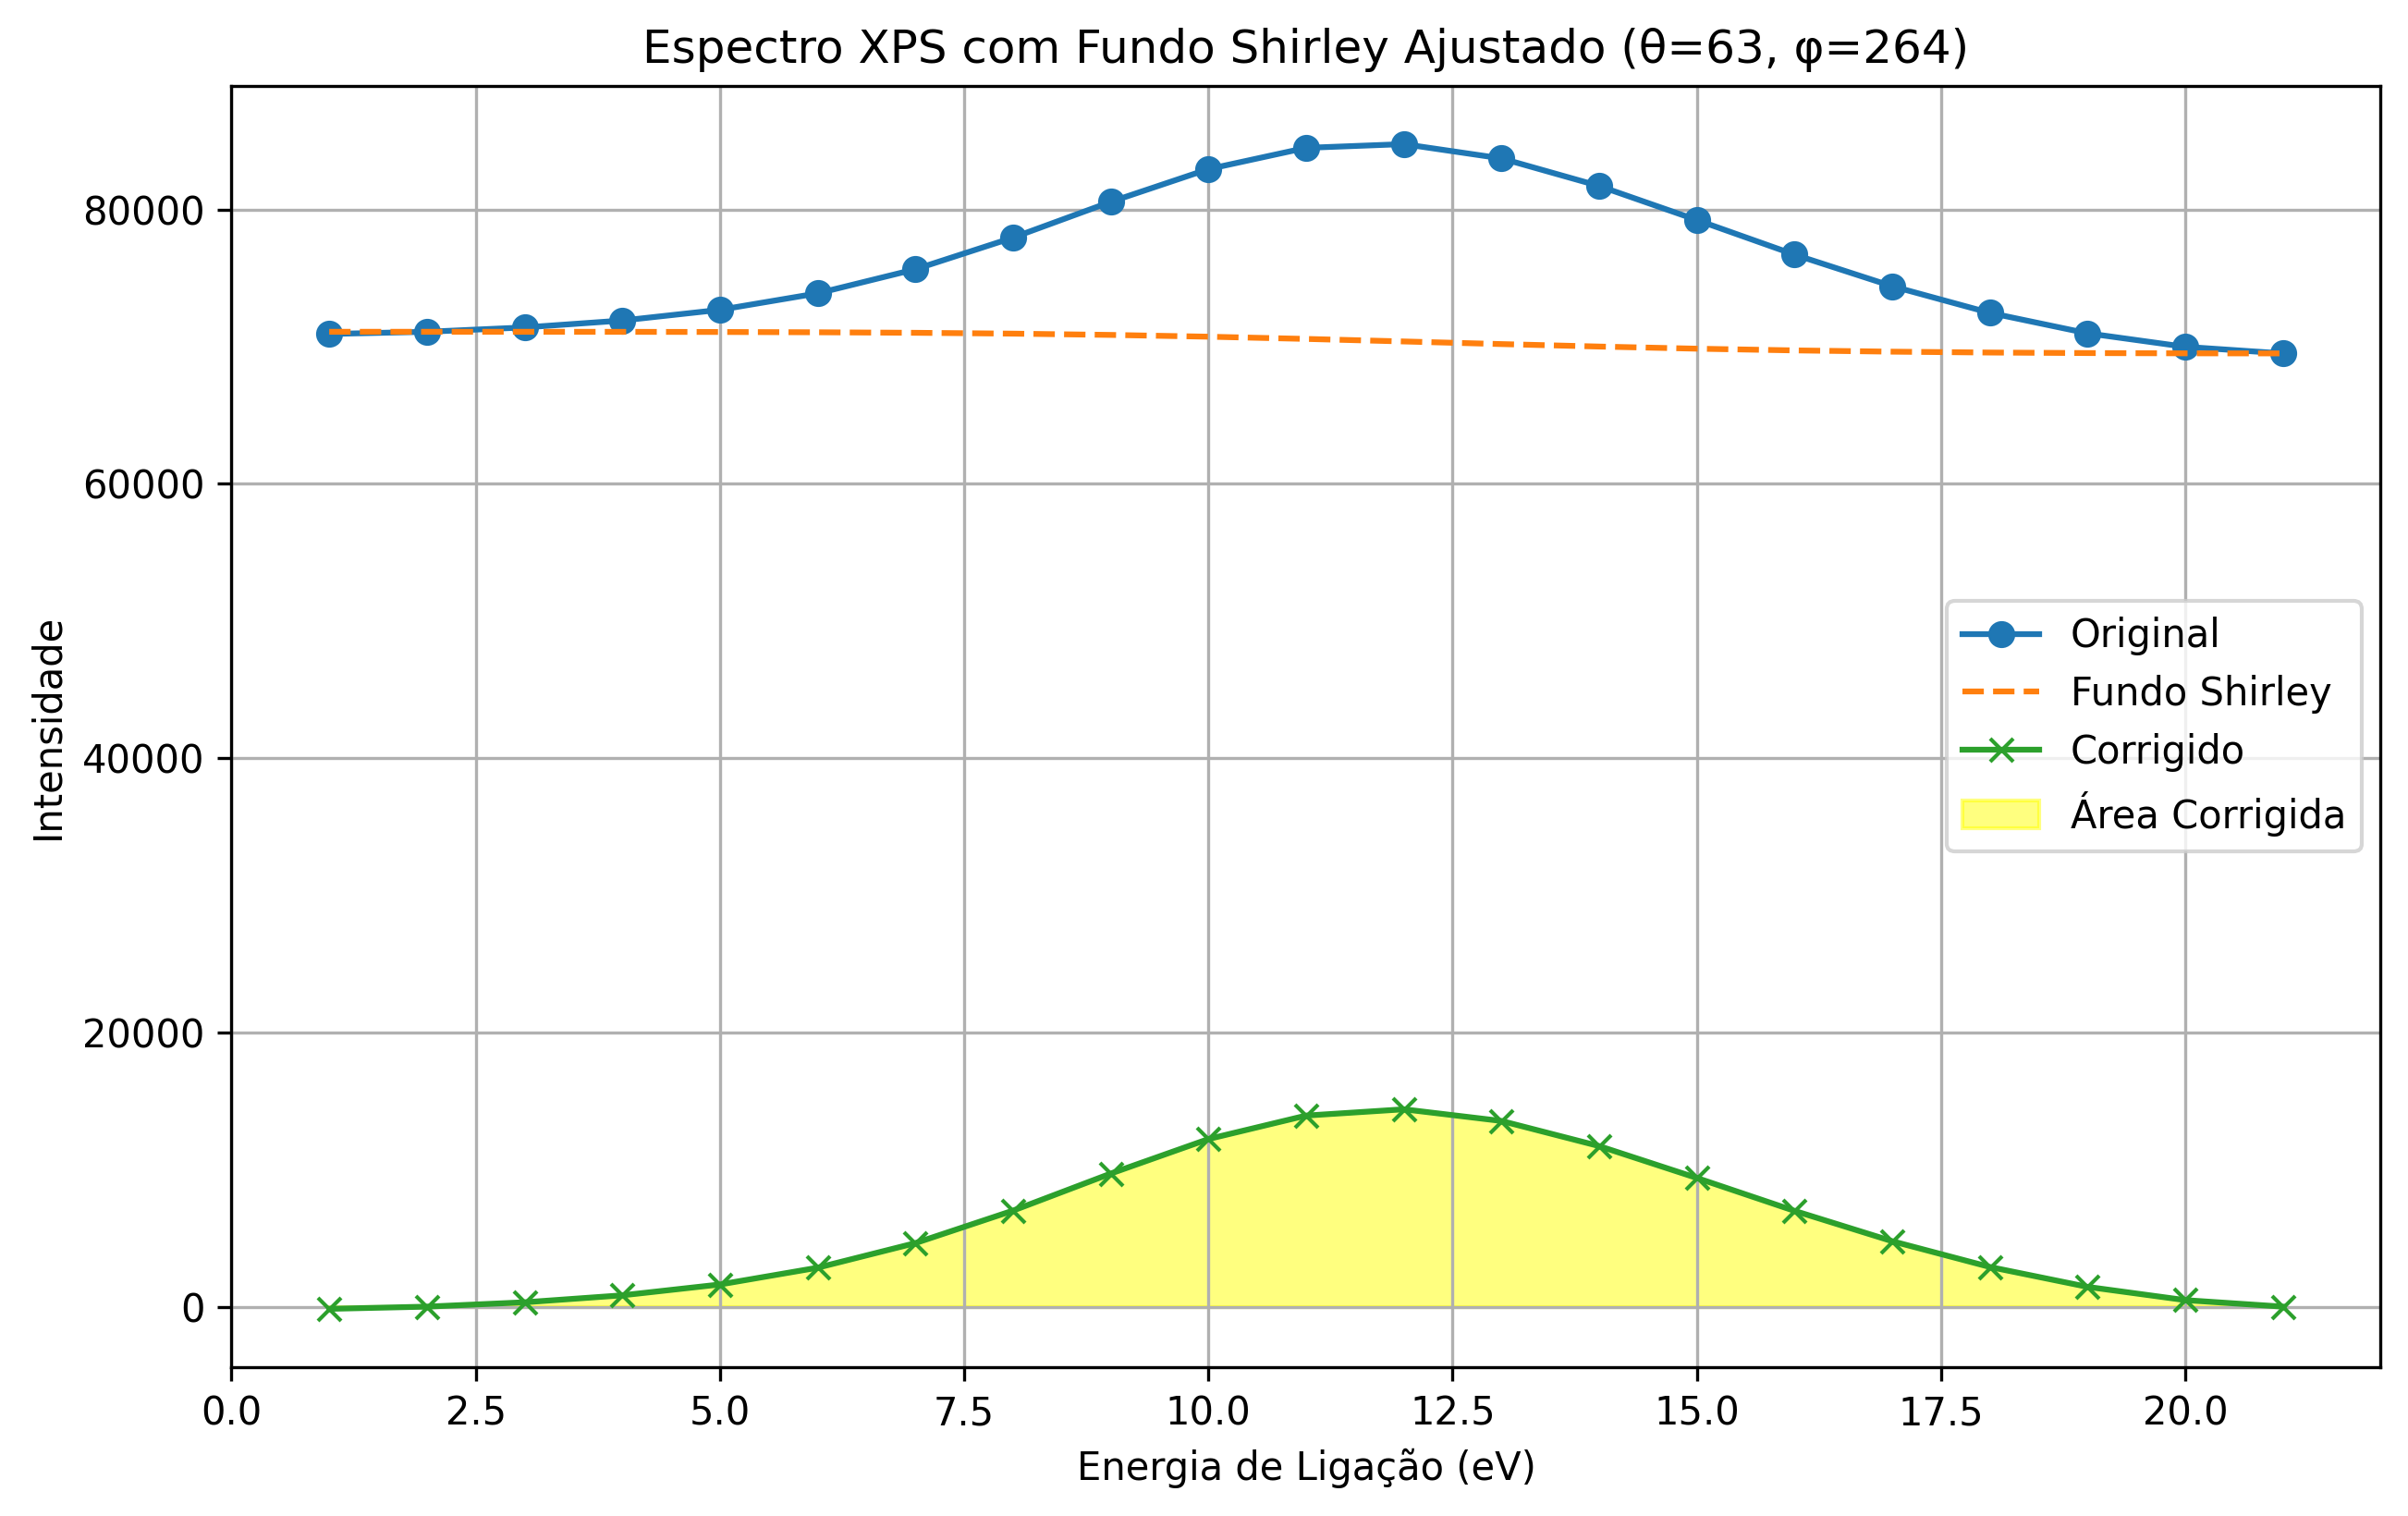 Espectro XPS com Fundo Shirley Ajustado (θ=63, φ=264)
Intensidade
80000
60000
40000
20000
0
Original
Fundo Shirley
Corrigido
Área Corrigida
0.0 2.5 5.0 7.5 10.0 12.5 15.0 17.5 20.0
Energia de Ligação (eV)